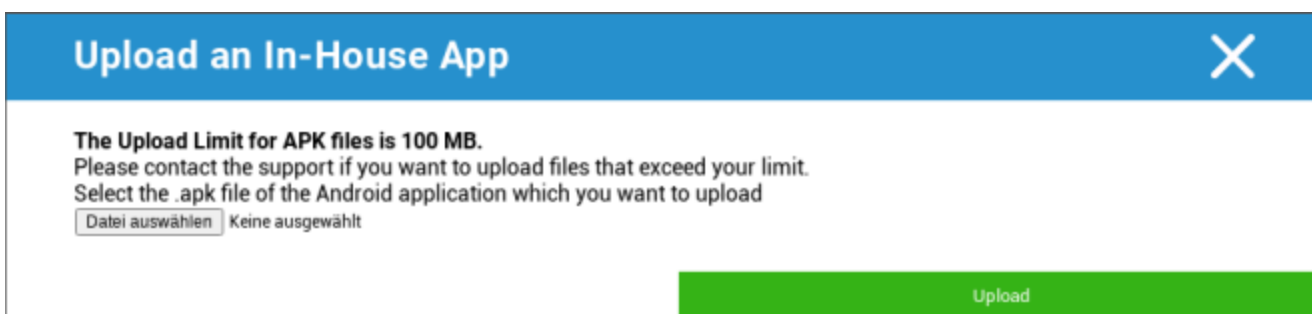 Upload an In-House App
The Upload Limit for APK files is 100 MB.
Please contact the support if you want to upload files that exceed your limit.
Select the .apk file of the Android application which you want to upload
Datei auswählen Keine ausgewählt
Upload